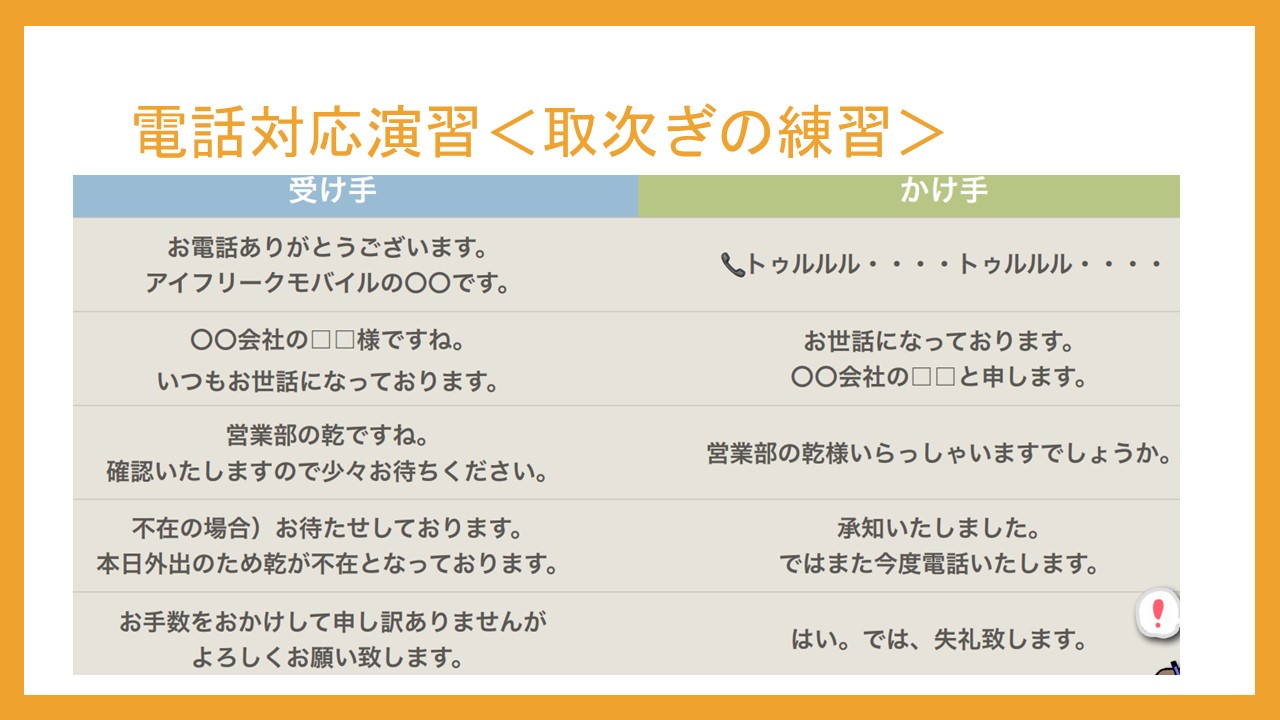 電話対応演習＜取次ぎの練習＞
受け手
かけ手
お電話ありがとうございます。
アイフリークモバイルの〇〇です。
📞トゥルルル・・・・トゥルルル・・・・
〇〇会社の□□様ですね。
いつもお世話になっております。
お世話になっております。
〇〇会社の□□と申します。
営業部の乾ですね。
確認いたしますので少々お待ちください。
営業部の乾様いらっしゃいますでしょうか。
不在の場合）お待たせしております。
本日外出のため乾が不在となっております。
承知いたしました。
ではまた今度電話いたします。
お手数をおかけして申し訳ありませんが
よろしくお願い致します。
はい。では、失礼致します。